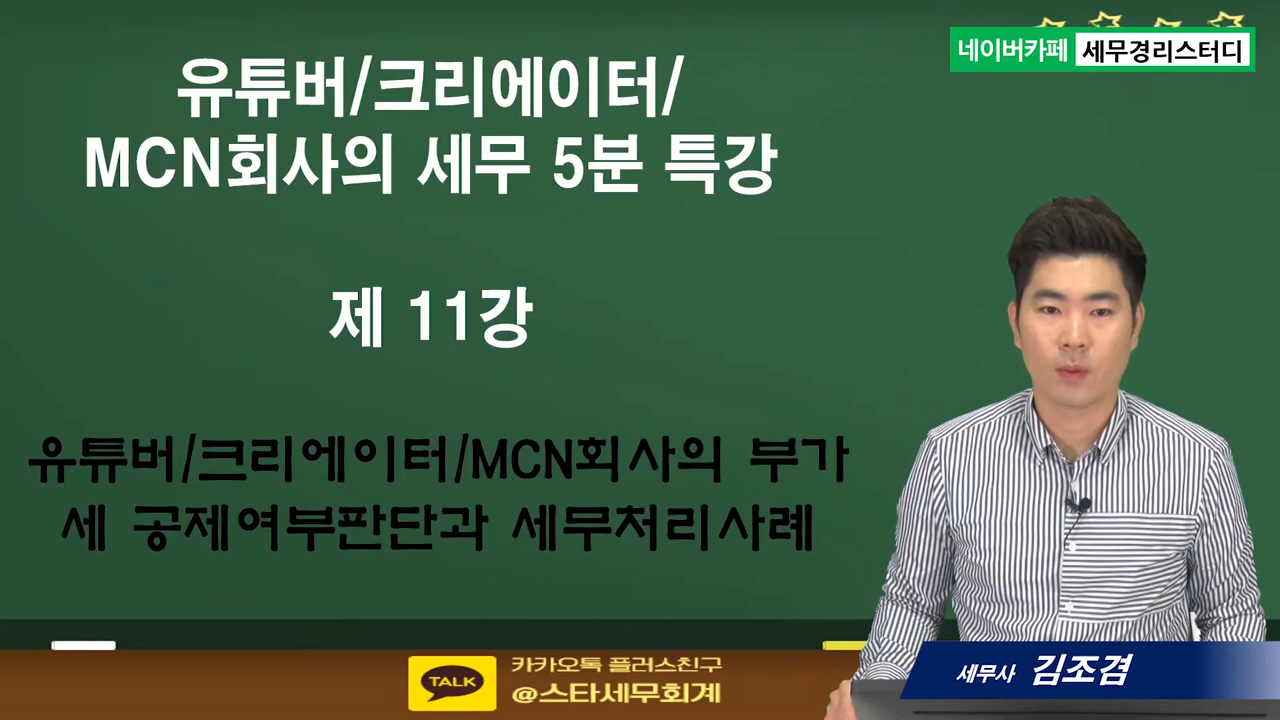 네이버카페 세무경리스터디
유튜버/크리에이터/
MCN회사의 세무 5분 특강
제 11강
유튜버/크리에이터/MCN회사의 부가
세 공제여부판단과 세무처리사례
TALK
카카오톡 플러스친구
@스타세무회계
세무사 김조겸